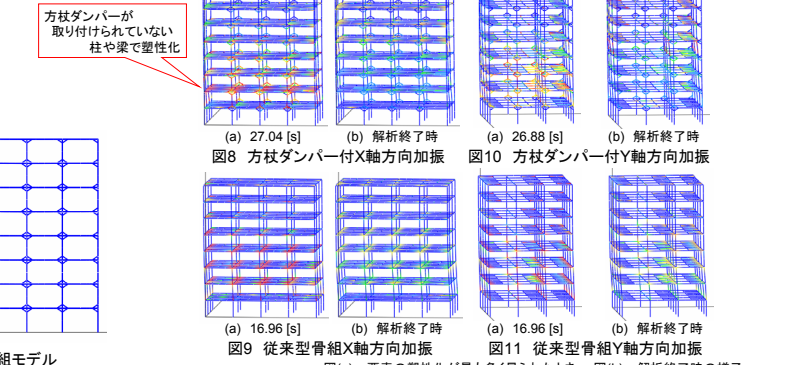 方杖ダンパーが
取り付けられていない
柱や梁で塑性化
(a) 27.04 [s]
(b) 解析終了時
(a) 26.88 [s]
(b) 解析終了時
図8 方杖ダンパー付X軸方向加振
図10 方杖ダンパー付Y軸方向加振
(a) 16.96 [s]
(b) 解析終了時
(a) 16.96 [s]
(b) 解析終了時
図9 従来型骨組X軸方向加振
図11 従来型骨組Y軸方向加振
組モデル